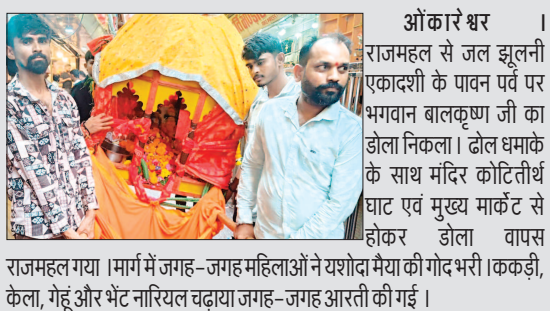 ओंकारेश्वर ।
राजमहल से जल झूलनी
एकादशी के पावन पर्व पर
भगवान बालकृष्ण जी का
डोला निकला। ढोल धमाके
के साथ मंदिर कोटितीर्थ
घाट एवं मुख्य मार्केट से
होकर डोला वापस
राजमहल गया ।मार्ग में जगह-जगह महिलाओं ने यशोदा मैया की गोद भरी ।ककड़ी,
केला, गेहूं और भेंट नारियल चढ़ाया जगह-जगह आरती की गई ।